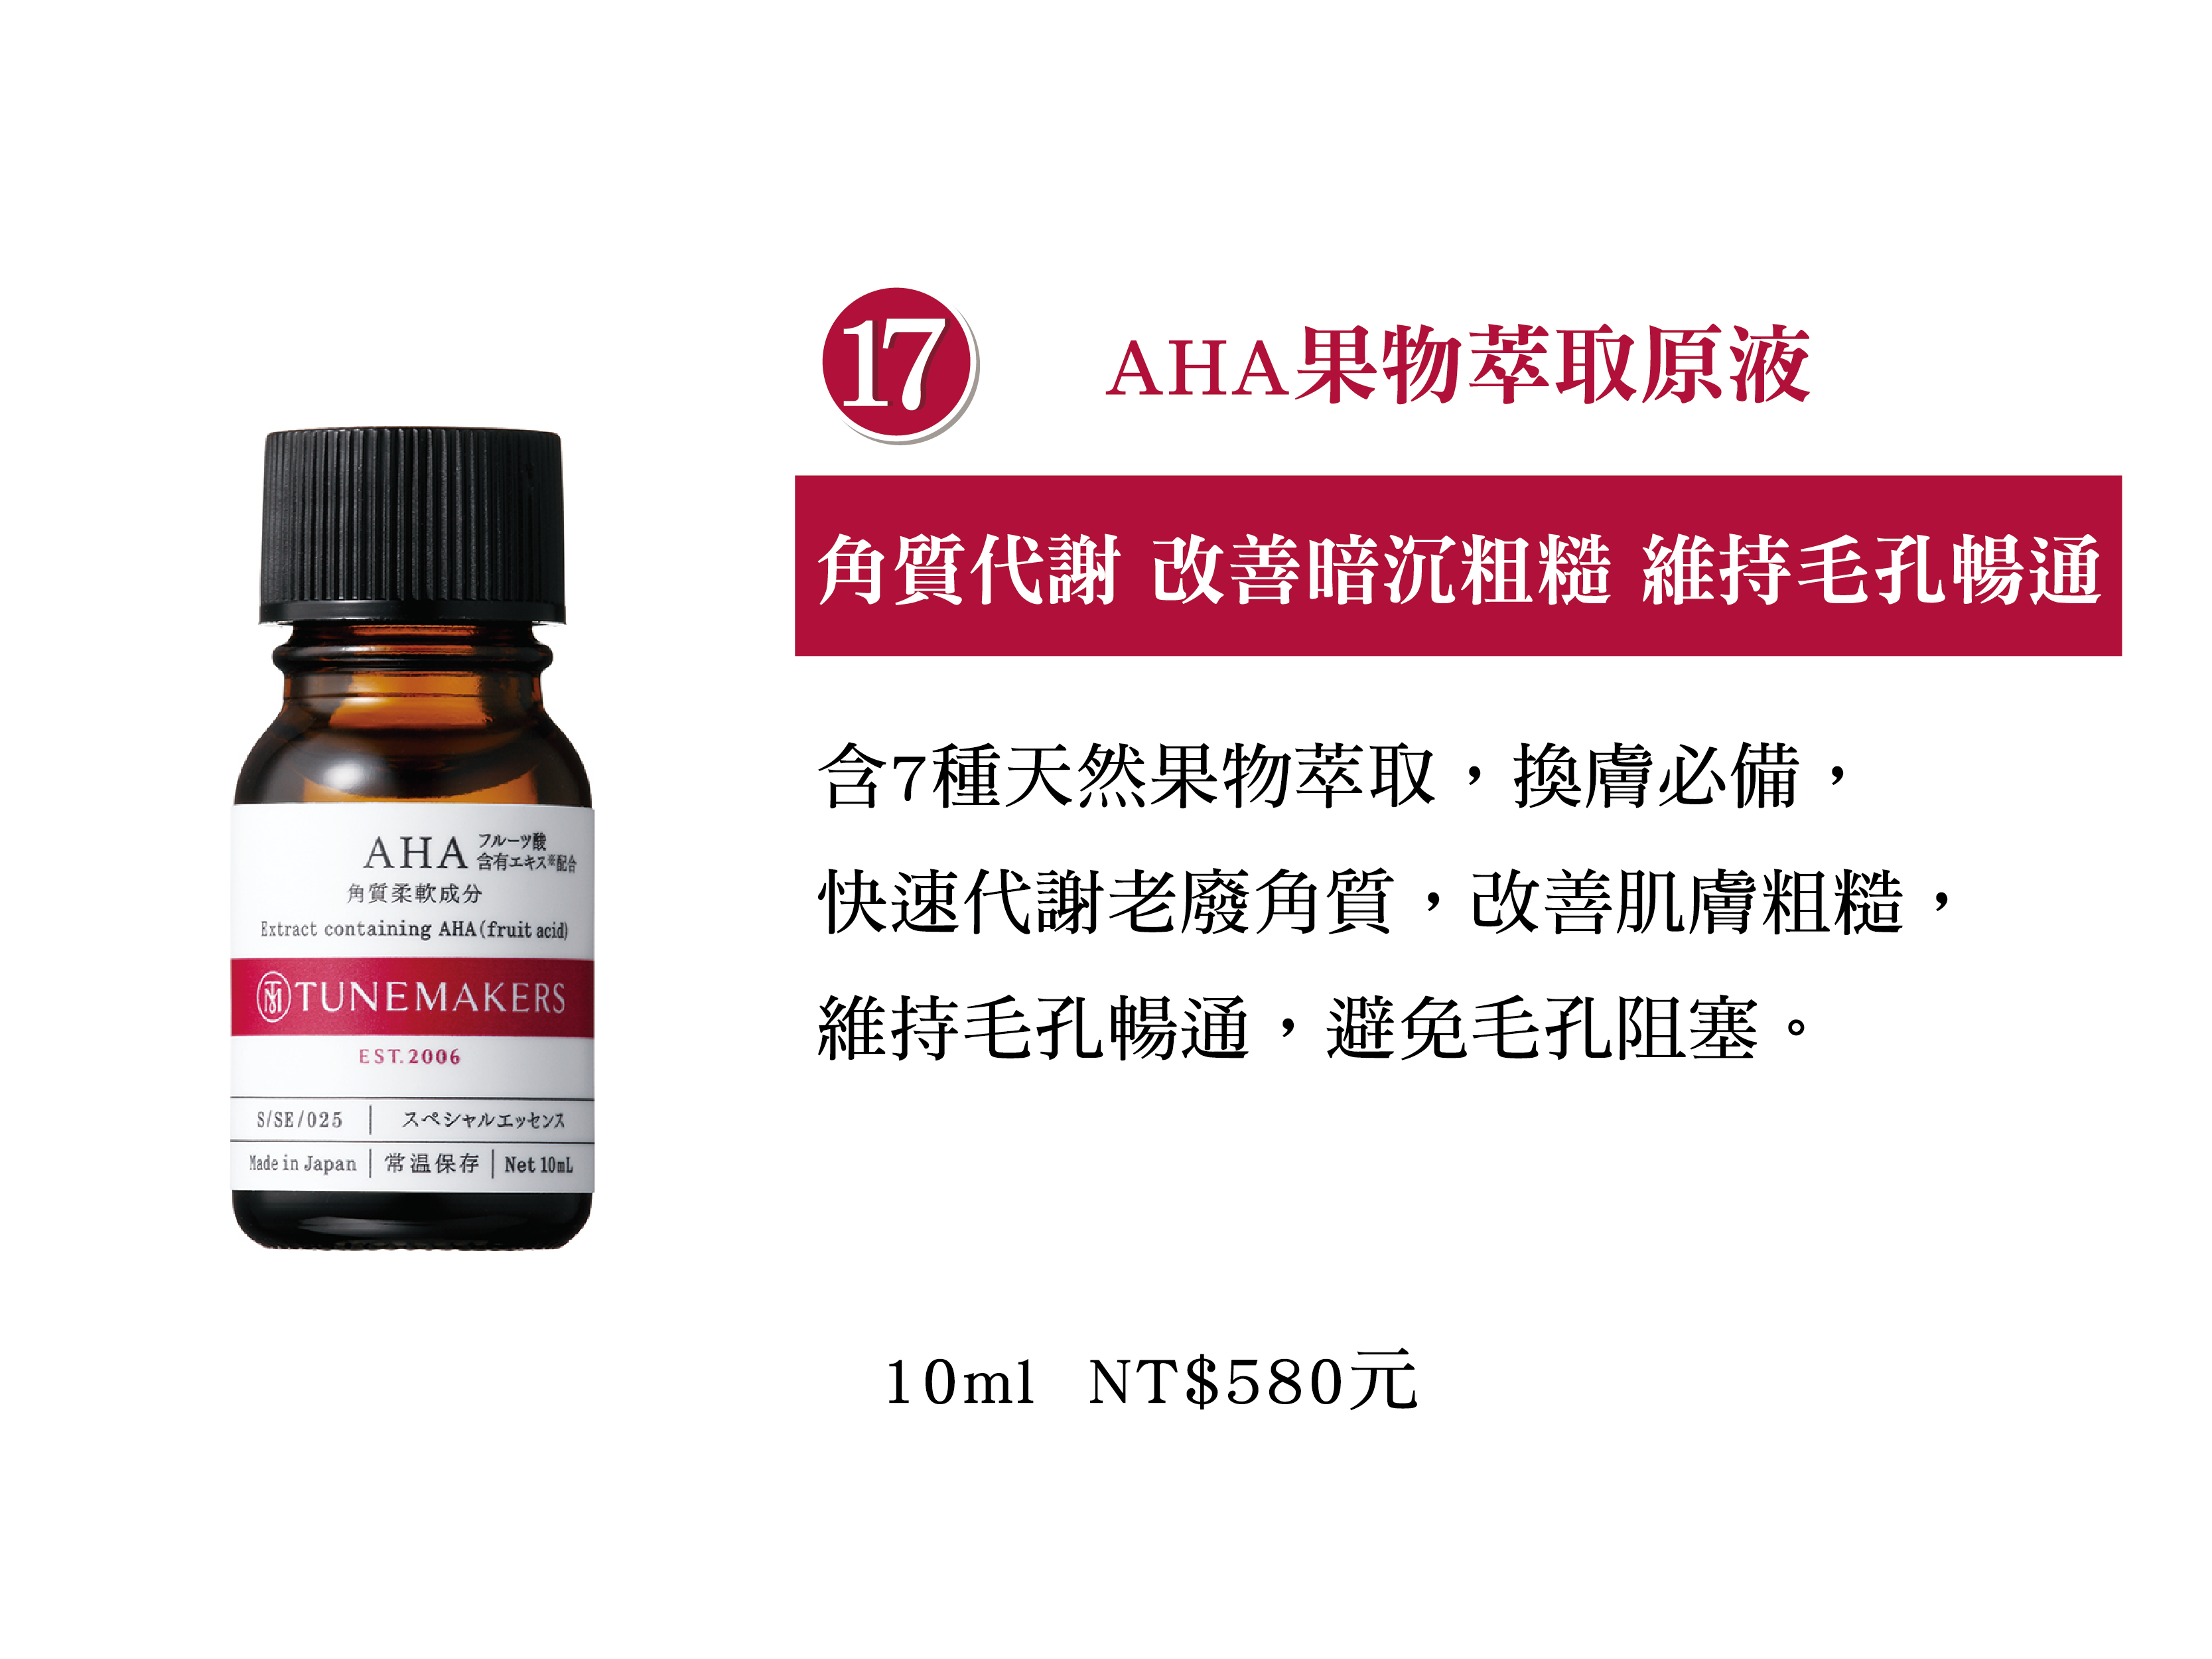 17
AHA果物萃取原液
角質代謝 改善暗沉粗糙 維持毛孔暢通
含7種天然果物萃取，換膚必備，
快速代謝老廢角質，改善肌膚粗糙，
維持毛孔暢通，避免毛孔阻塞。
10ml NT$580元
AHA フルーツ酸
含有エキス※配合
角質柔軟成分
Extract containing AHA(fruit acid)
TUNEMAKERS
EST.2006
S/SE/025 スペシャルエッセンス
Made in Japan 常温保存 Net 10mL